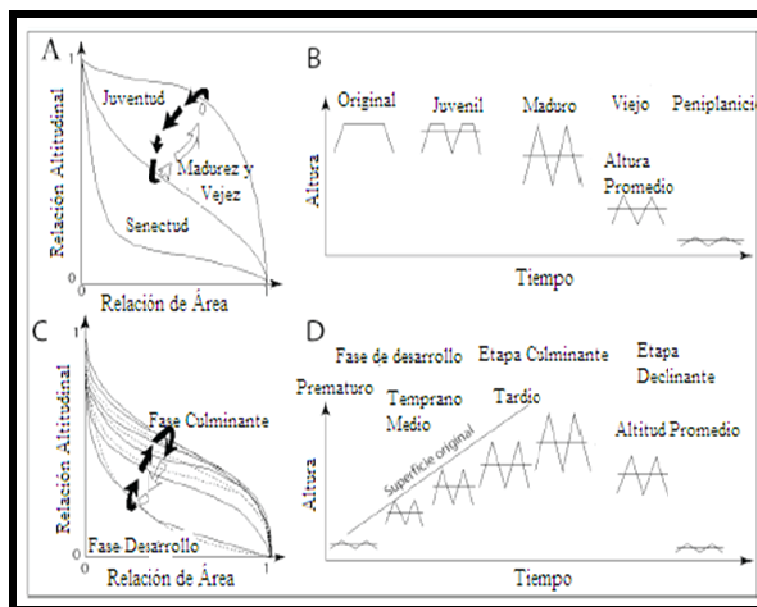 A
1
Relación Altitudinal
Juventud
Madurez y
Vejez
Senectud
0
0
1
Relación de Área
B
Altura
Original
Juvenil
Maduro
Viejo
Peniplanicie
Altura
Promedio
Tiempo
C
1
Relación Altitudinal
Fase Culminante
Fase Desarrollo
0
0
1
Relación de Área
D
Altura
Prematuro
Fase de desarrollo
Temprano
Medio
Etapa Culminante
Tardio
Etapa
Declinante
Superficie original
Altitud Promedio
Tiempo